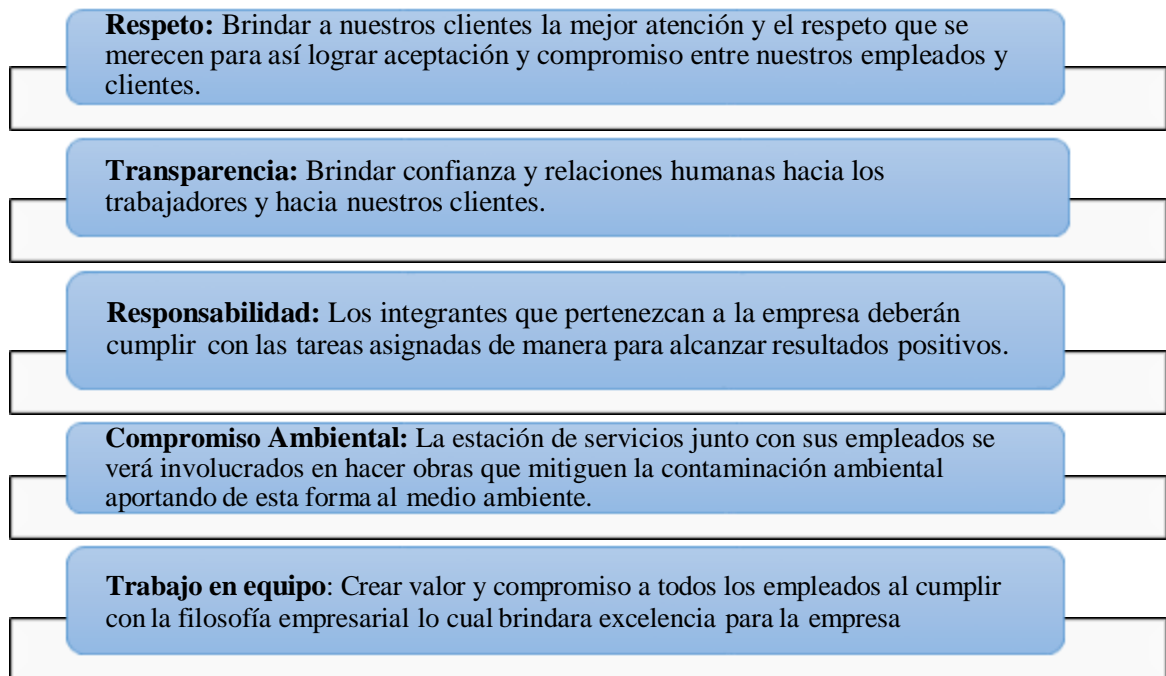 Respeto: Brindar a nuestros clientes la mejor atención y el respeto que se
merecen para así lograr aceptación y compromiso entre nuestros empleados y
clientes.
Transparencia: Brindar confianza y relaciones humanas hacia los
trabajadores y hacia nuestros clientes.
Responsabilidad: Los integrantes que pertenezcan a la empresa deberán
cumplir con las tareas asignadas de manera para alcanzar resultados positivos.
Compromiso Ambiental: La estación de servicios junto con sus empleados se
verá involucrados en hacer obras que mitiguen la contaminación ambiental
aportando de esta forma al medio ambiente.
Trabajo en equipo: Crear valor y compromiso a todos los empleados al cumplir
con la filosofía empresarial lo cual brindara excelencia para la empresa